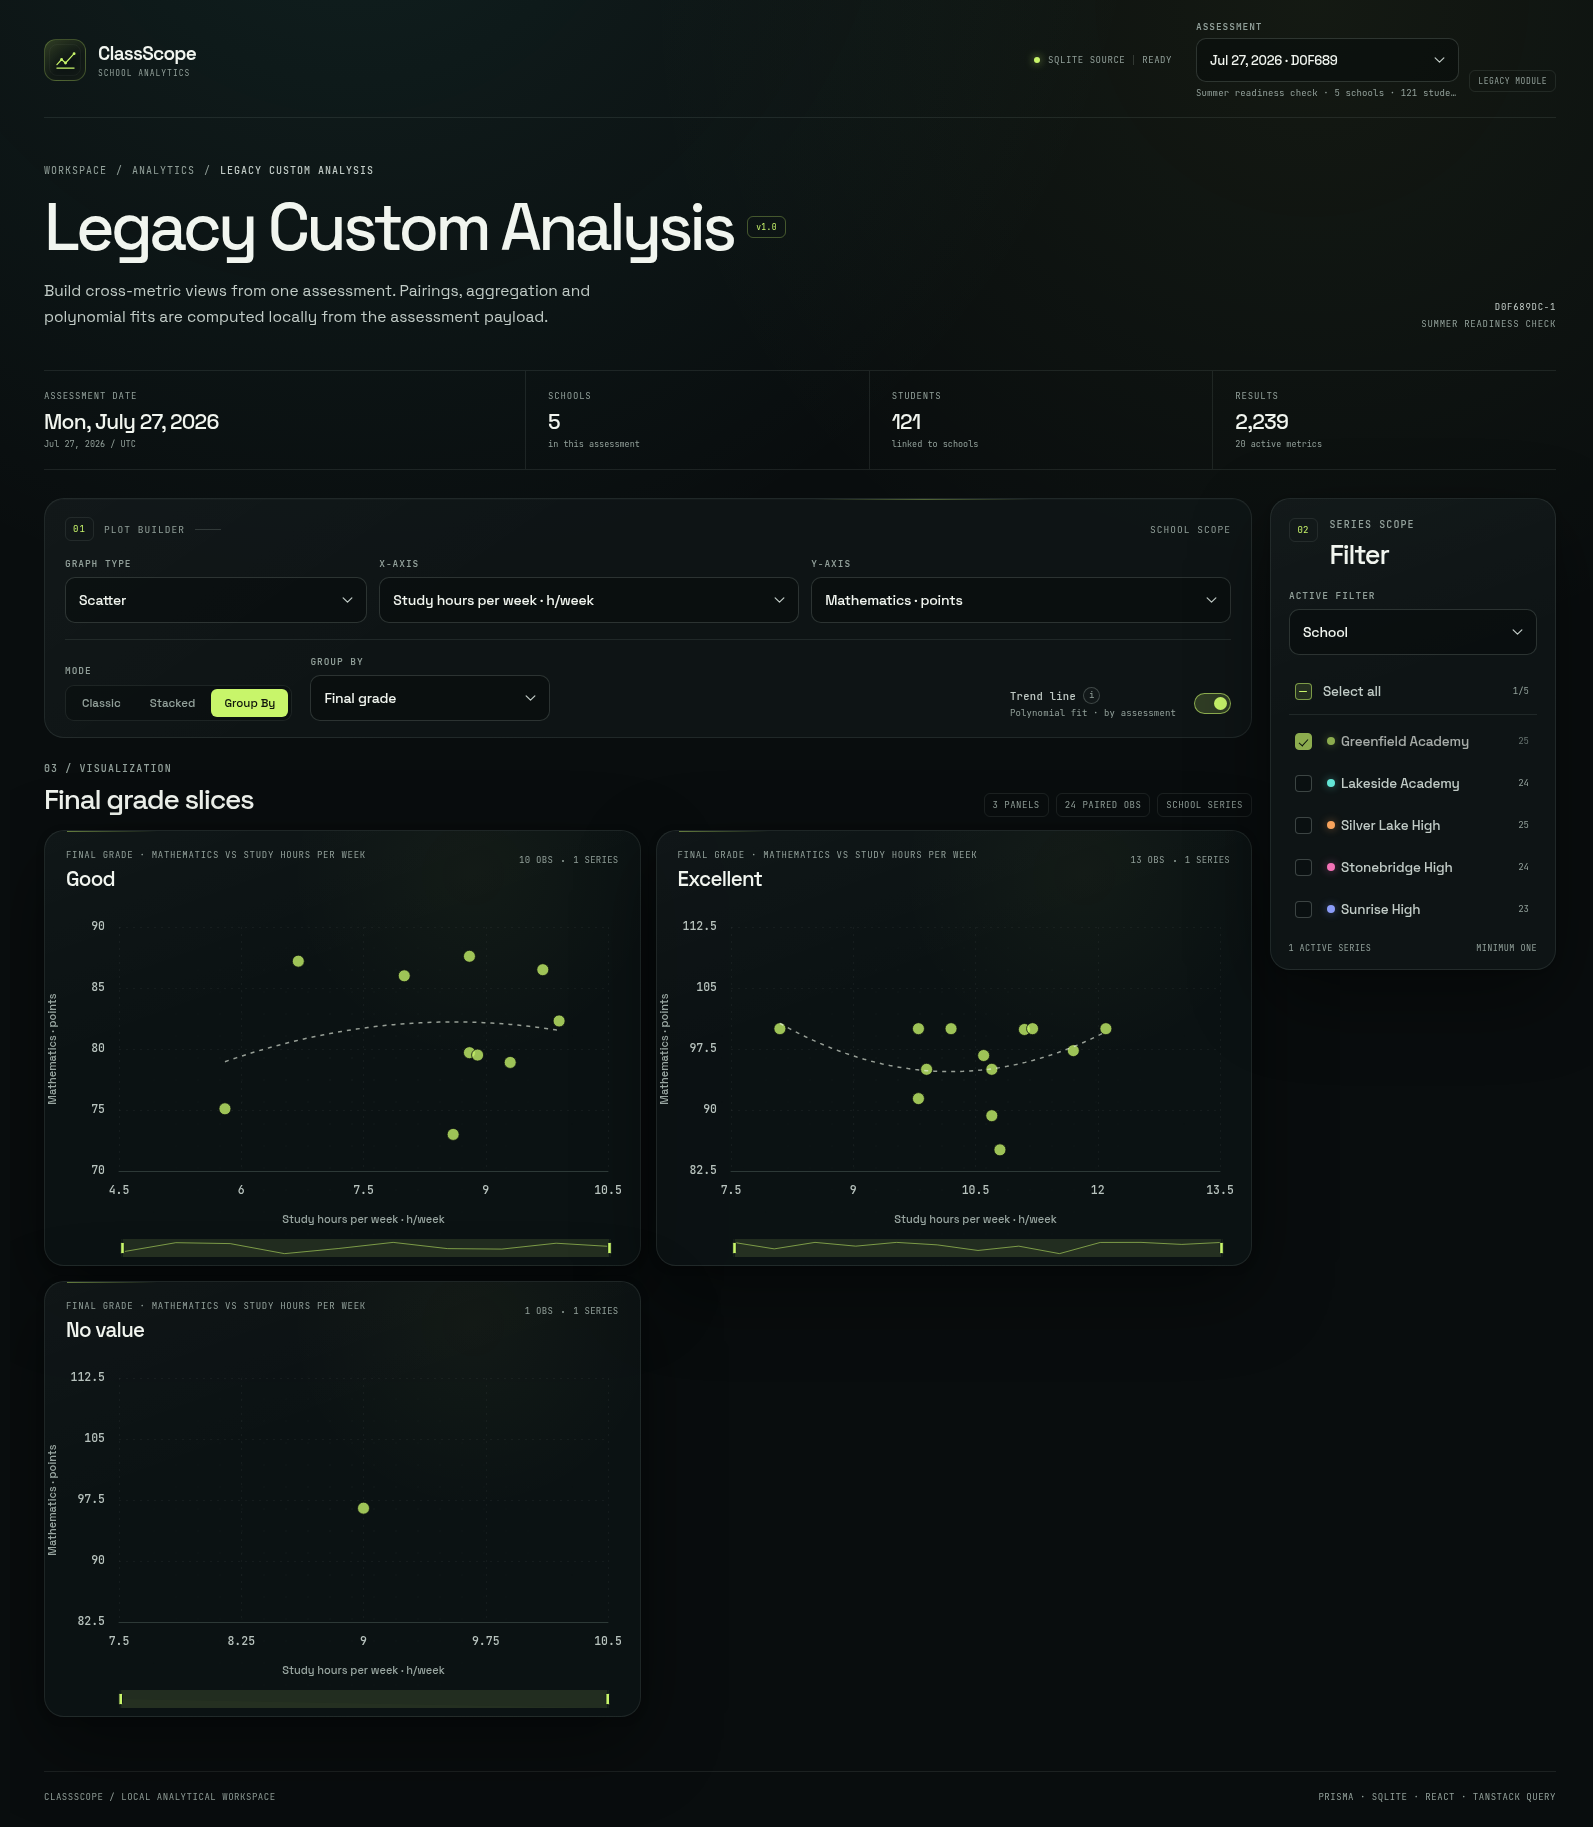 ClassScope
SCHOOL ANALYTICS
SQLITE SOURCE | READY
ASSESSMENT
Jul 27, 2026 · D0F689
Summer readiness check · 5 schools · 121 stude…
LEGACY MODULE
WORKSPACE / ANALYTICS / LEGACY CUSTOM ANALYSIS
Legacy Custom Analysis v1.0
Build cross-metric views from one assessment. Pairings, aggregation and
polynomial fits are computed locally from the assessment payload.
D0F689DC-1
SUMMER READINESS CHECK
ASSESSMENT DATE
Mon, July 27, 2026
Jul 27, 2026 / UTC
SCHOOLS
5
in this assessment
STUDENTS
121
linked to schools
RESULTS
2,239
20 active metrics
01 PLOT BUILDER
SCHOOL SCOPE
GRAPH TYPE
Scatter
X-AXIS
Study hours per week · h/week
Y-AXIS
Mathematics · points
MODE
Classic Stacked Group By
GROUP BY
Final grade
Trend line i
Polynomial fit · by assessment
02 SERIES SCOPE
Filter
ACTIVE FILTER
School
Select all 1/5
Greenfield Academy 25
Lakeside Academy 24
Silver Lake High 25
Stonebridge High 24
Sunrise High 23
1 ACTIVE SERIES MINIMUM ONE
03 / VISUALIZATION
Final grade slices
3 PANELS 24 PAIRED OBS SCHOOL SERIES
FINAL GRADE · MATHEMATICS VS STUDY HOURS PER WEEK
Good
10 OBS · 1 SERIES
90
85
80
75
70
Mathematics · points
4.5 6 7.5 9 10.5
Study hours per week · h/week
FINAL GRADE · MATHEMATICS VS STUDY HOURS PER WEEK
Excellent
13 OBS · 1 SERIES
112.5
105
97.5
90
82.5
Mathematics · points
7.5 9 10.5 12 13.5
Study hours per week · h/week
FINAL GRADE · MATHEMATICS VS STUDY HOURS PER WEEK
No value
1 OBS · 1 SERIES
112.5
105
97.5
90
82.5
Mathematics · points
7.5 8.25 9 9.75 10.5
Study hours per week · h/week
CLASSSCOPE / LOCAL ANALYTICAL WORKSPACE
PRISMA · SQLITE · REACT · TANSTACK QUERY